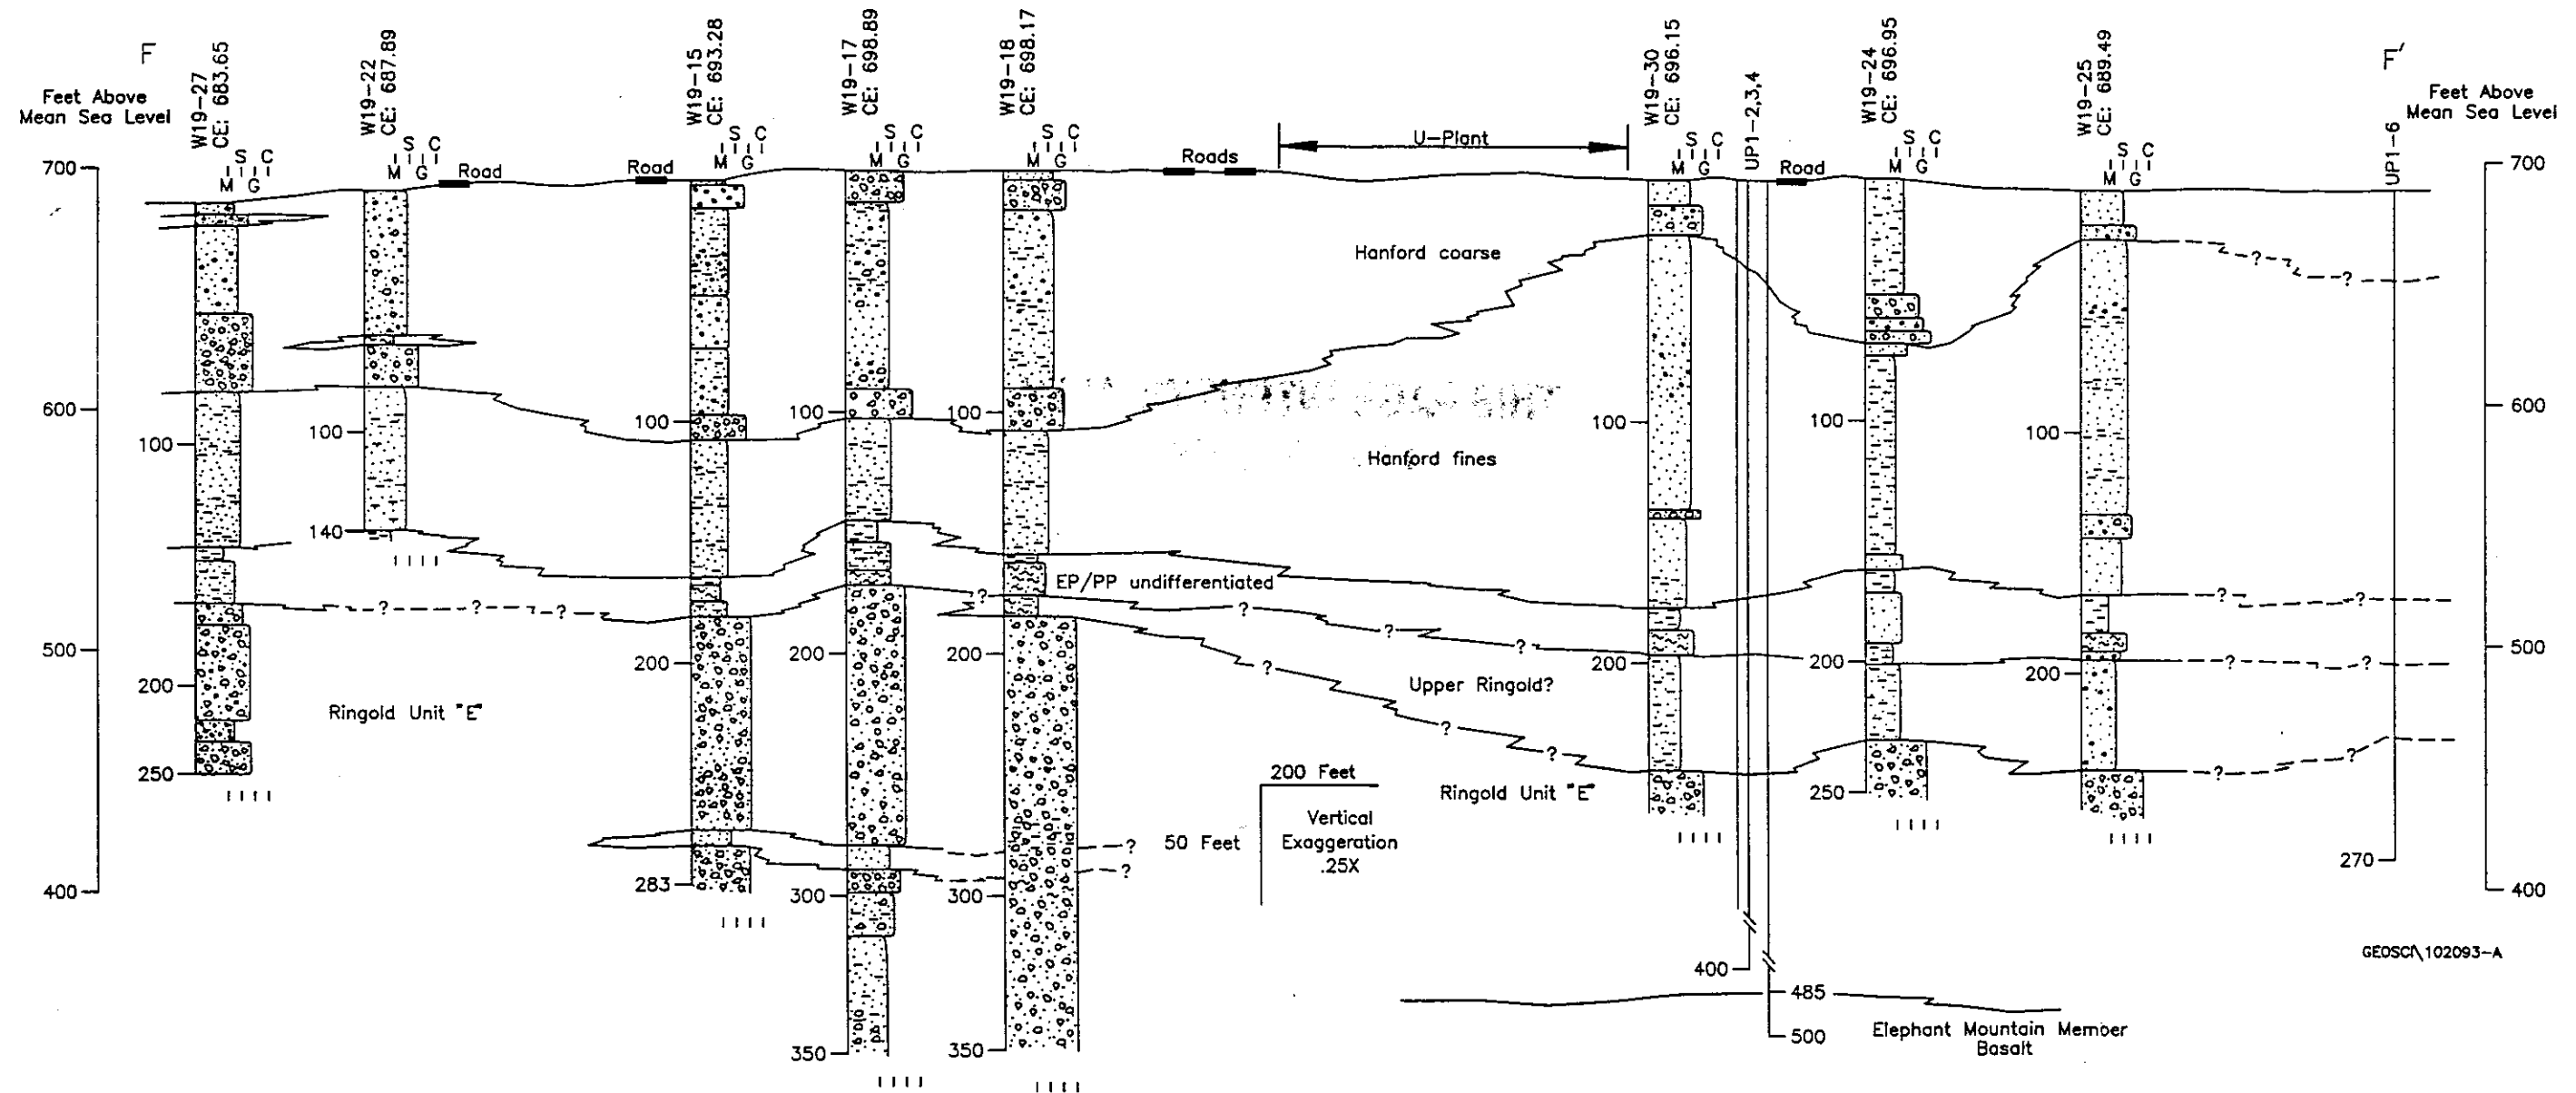 F
Feet Above
Mean Sea Level
W19-27
CE: 683.65
W19-22
CE: 687.89
W19-15
CE: 693.28
W19-17
CE: 698.89
W19-18
CE: 698.17
W19-30
CE: 696.15
UP1-2,3,4
W19-24
CE: 696.95
W19-25
CE: 689.49
UP1-6
F'
Feet Above
Mean Sea Level
S C
M G
S C
M G
S C
M G
S C
M G
S C
M G
S C
M G
S C
M G
S C
M G
700
Road
Road
Roads
U-Plant
Road
700
Hanford coarse
600
100
100
100
100
100
100
100
100
600
Hanford fines
140
EP/PP undifferentiated
? ? ? ? ? ? ? ? ? ? ? ? ? ? ? ? ? ? ? ? ?
500
200
200
200
200
200
200
200
500
Upper Ringold?
Ringold Unit "E"
250
200 Feet
Vertical
Exaggeration
.25X
50 Feet
Ringold Unit "E"
250
270
400
283
300
300
400
350
350
400
485
500
Elephant Mountain Member
Basalt
GEOSCI\102093-A